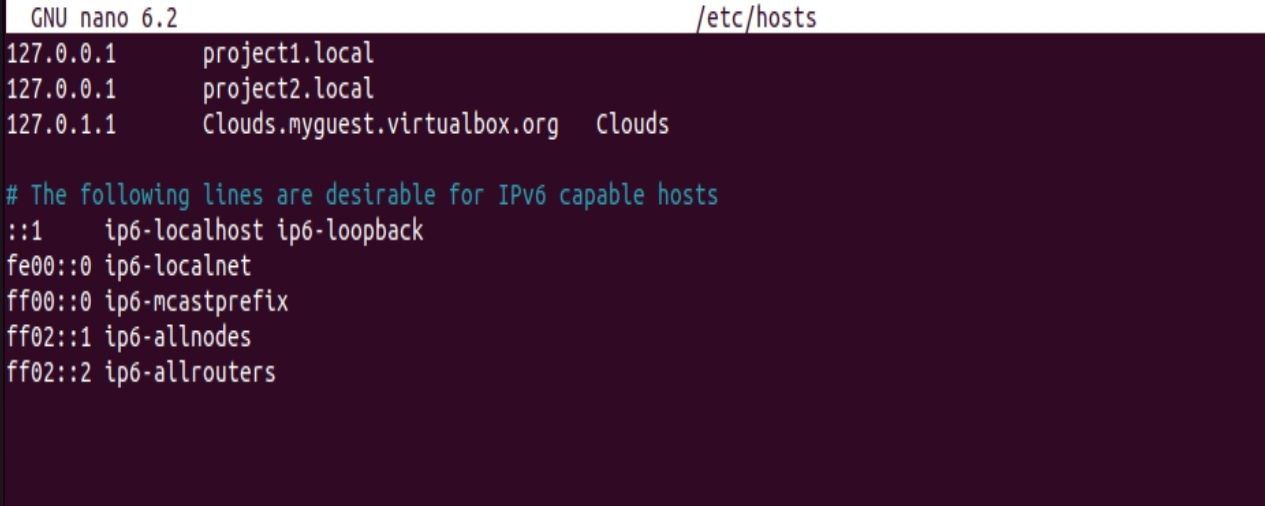 GNU nano 6.2 /etc/hosts
127.0.0.1 project1.local
127.0.0.1 project2.local
127.0.1.1 Clouds.myguest.virtualbox.org Clouds
# The following lines are desirable for IPv6 capable hosts
::1 ip6-localhost ip6-loopback
fe00::0 ip6-localnet
ff00::0 ip6-mcastprefix
ff02::1 ip6-allnodes
ff02::2 ip6-allrouters